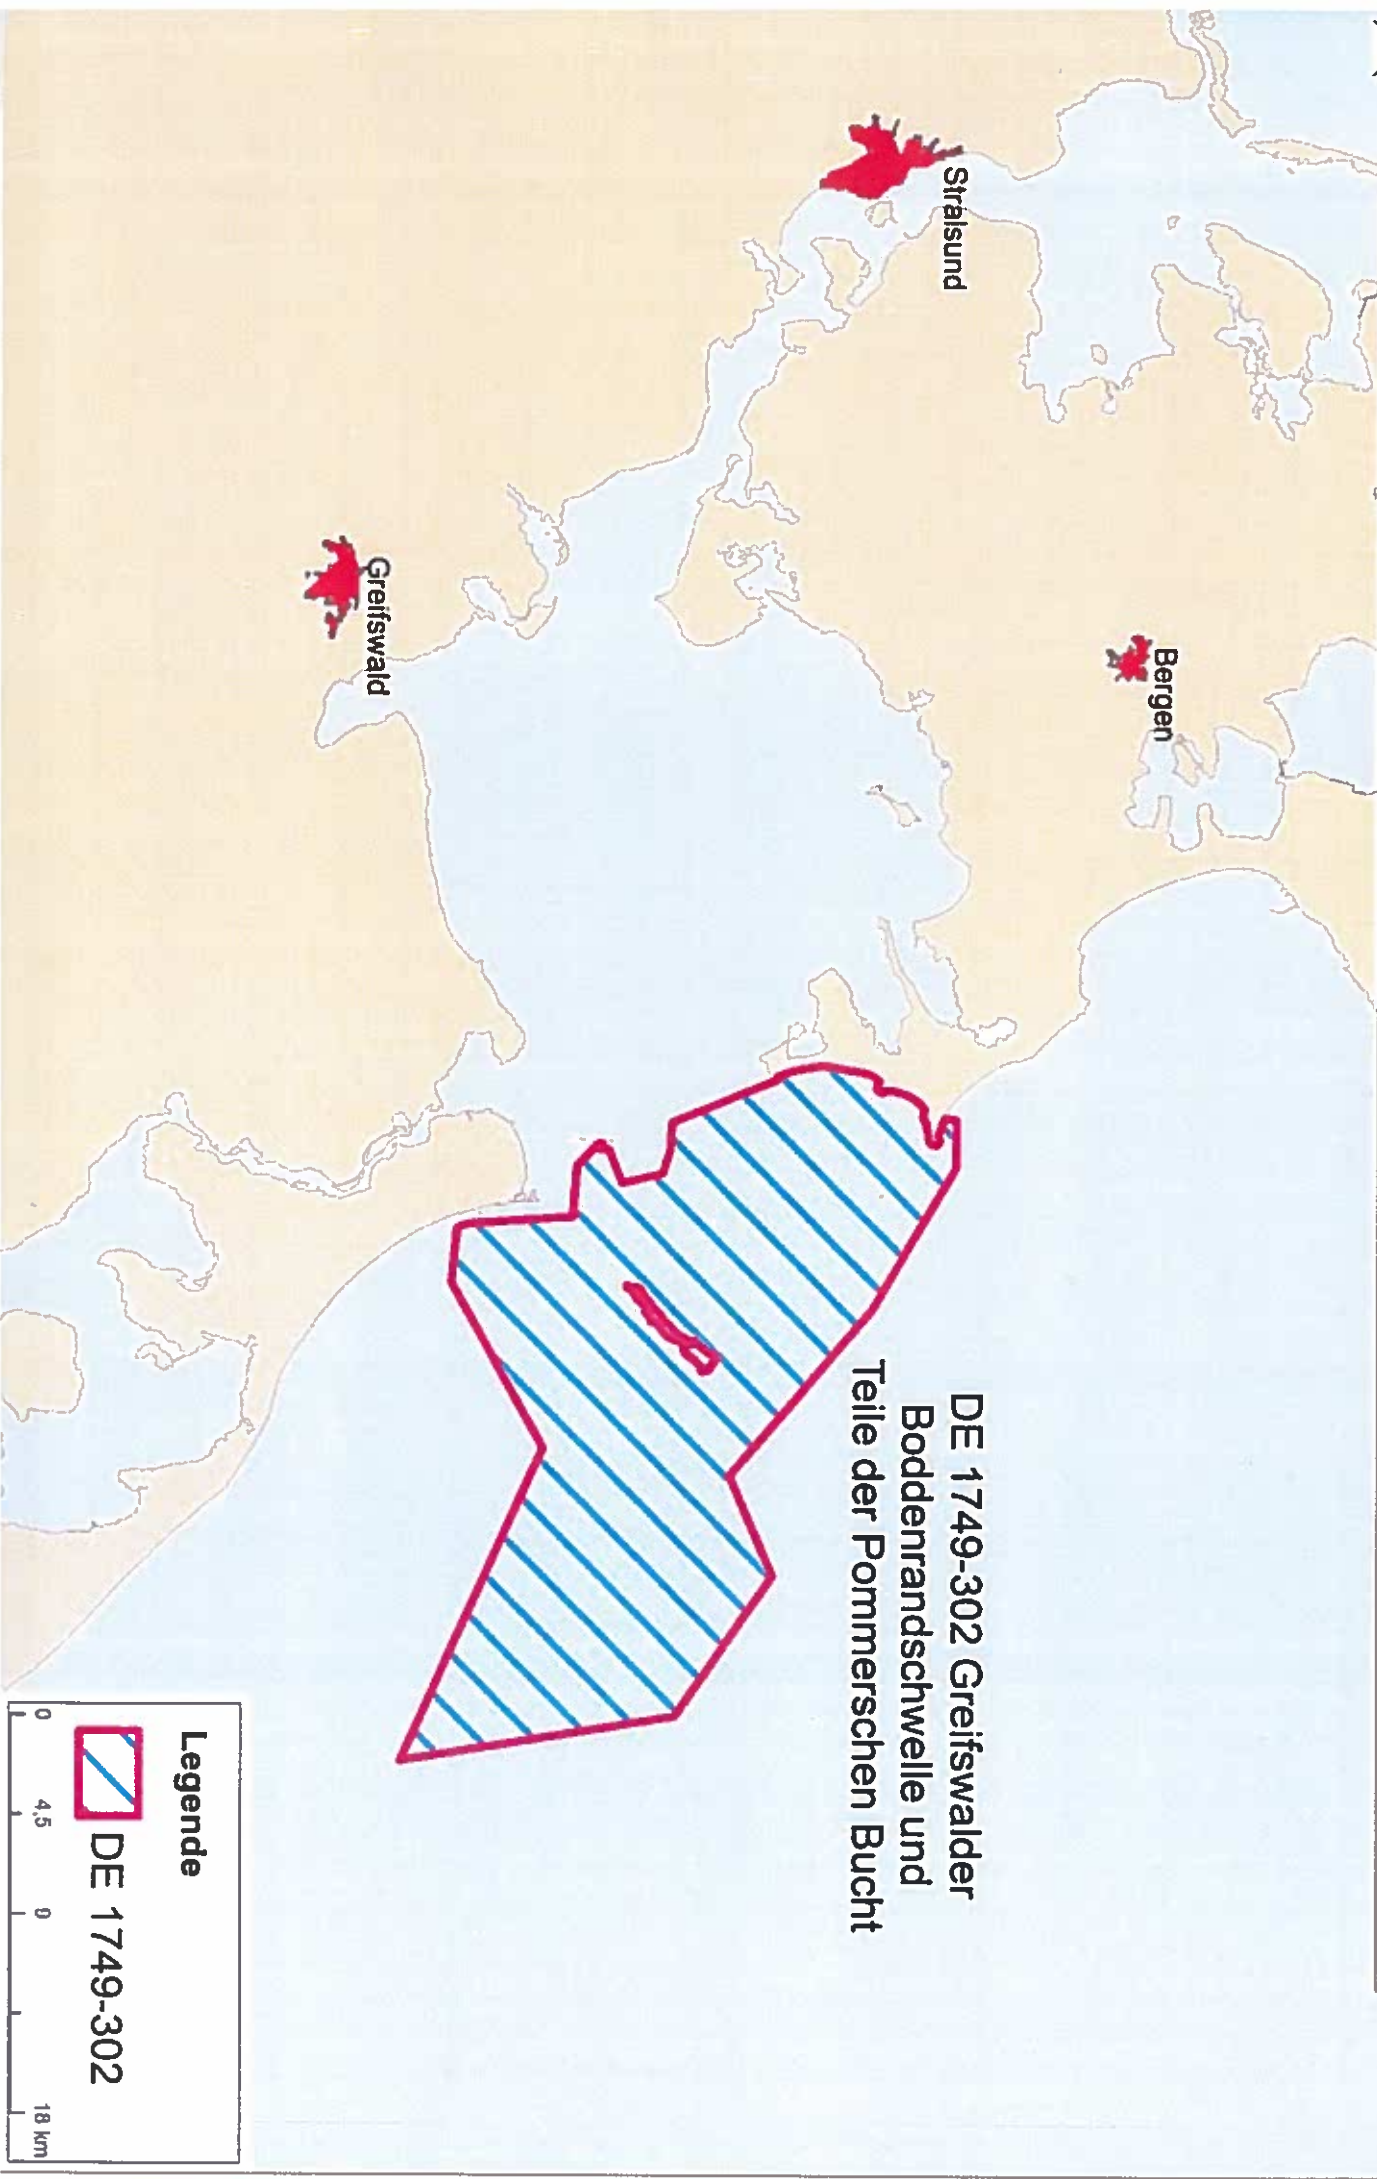 Stralsund
Bergen
Greifswald
DE 1749-302 Greifswalder
Boddenrandschwelle und
Teile der Pommerschen Bucht
Legende
DE 1749-302
0 4,5 9 18 km